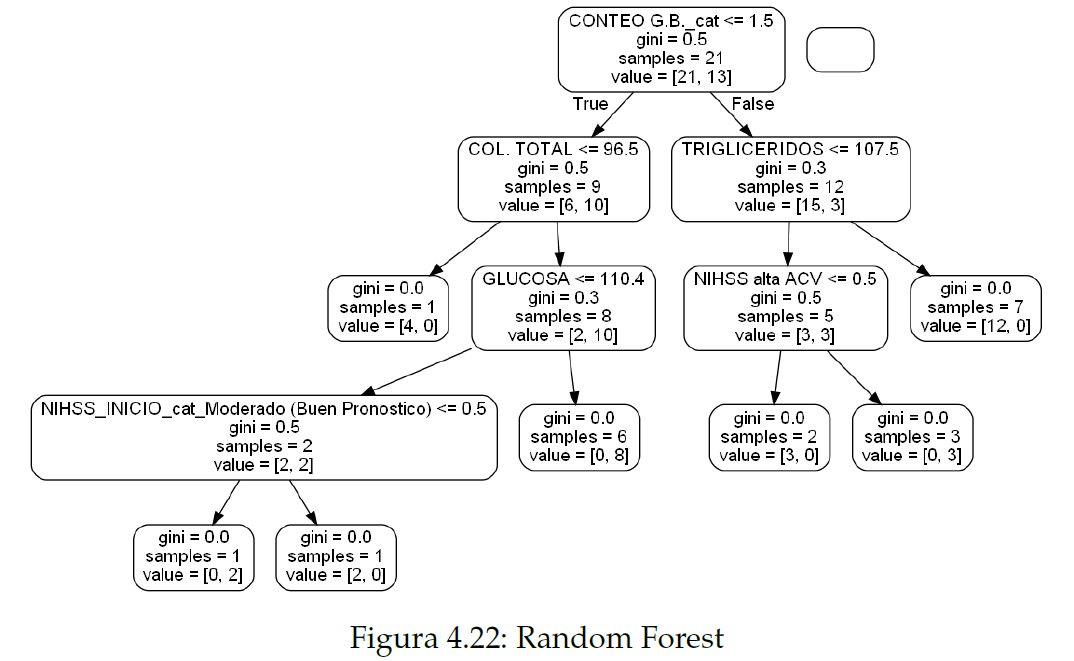 CONTEO G.B._cat <= 1.5
gini = 0.5
samples = 21
value = [21, 13]
True
False
COL. TOTAL <= 96.5
gini = 0.5
samples = 9
value = [6, 10]
TRIGLICERIDOS <= 107.5
gini = 0.3
samples = 12
value = [15, 3]
gini = 0.0
samples = 1
value = [4, 0]
GLUCOSA <= 110.4
gini = 0.3
samples = 8
value = [2, 10]
NIHSS alta ACV <= 0.5
gini = 0.5
samples = 5
value = [3, 3]
gini = 0.0
samples = 7
value = [12, 0]
NIHSS_INICIO_cat_Moderado (Buen Pronostico) <= 0.5
gini = 0.5
samples = 2
value = [2, 2]
gini = 0.0
samples = 6
value = [0, 8]
gini = 0.0
samples = 2
value = [3, 0]
gini = 0.0
samples = 3
value = [0, 3]
gini = 0.0
samples = 1
value = [0, 2]
gini = 0.0
samples = 1
value = [2, 0]
Figura 4.22: Random Forest